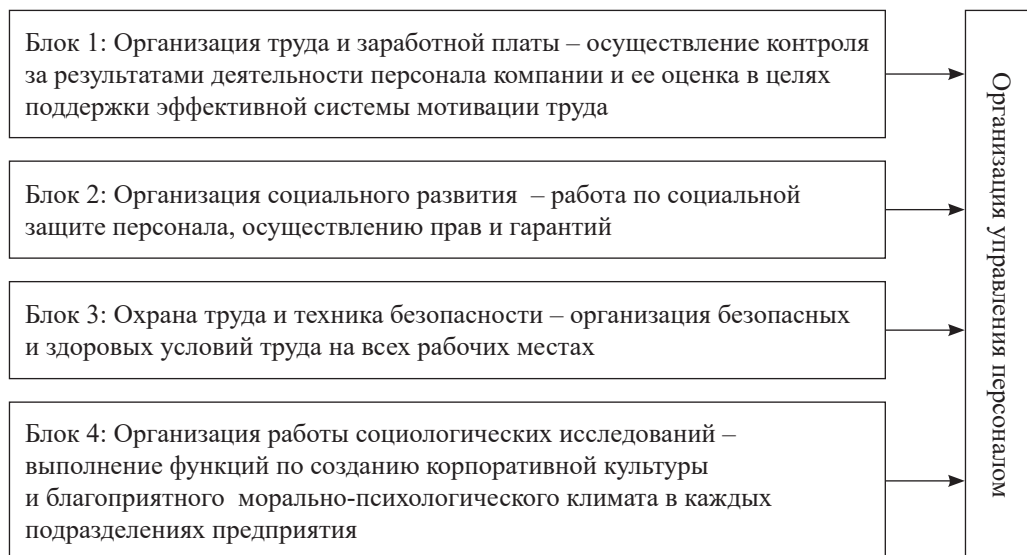 Блок 1: Организация труда и заработной платы – осуществление контроля
за результатами деятельности персонала компании и ее оценка в целях
поддержки эффективной системы мотивации труда
Блок 2: Организация социального развития – работа по социальной
защите персонала, осуществлению прав и гарантий
Блок 3: Охрана труда и техника безопасности – организация безопасных
и здоровых условий труда на всех рабочих местах
Блок 4: Организация работы социологических исследований –
выполнение функций по созданию корпоративной культуры
и благоприятного морально-психологического климата в каждых
подразделениях предприятия
Организация управления персоналом